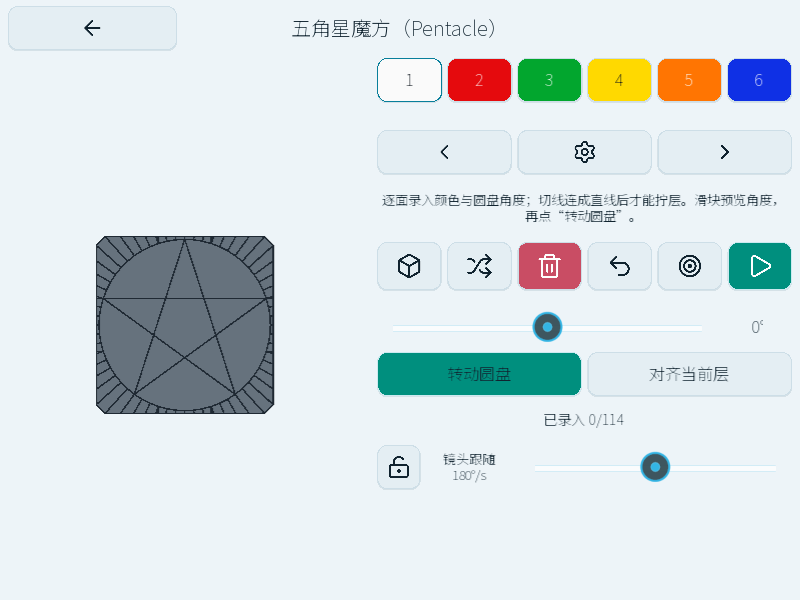 五角星魔方（Pentacle）
1 2 3 4 5 6
逐面录入颜色与圆盘角度；切线连成直线后才能拧层。滑块预览角度，
再点“转动圆盘”。
0°
转动圆盘 对齐当前层
已录入 0/114
镜头跟随
180°/s